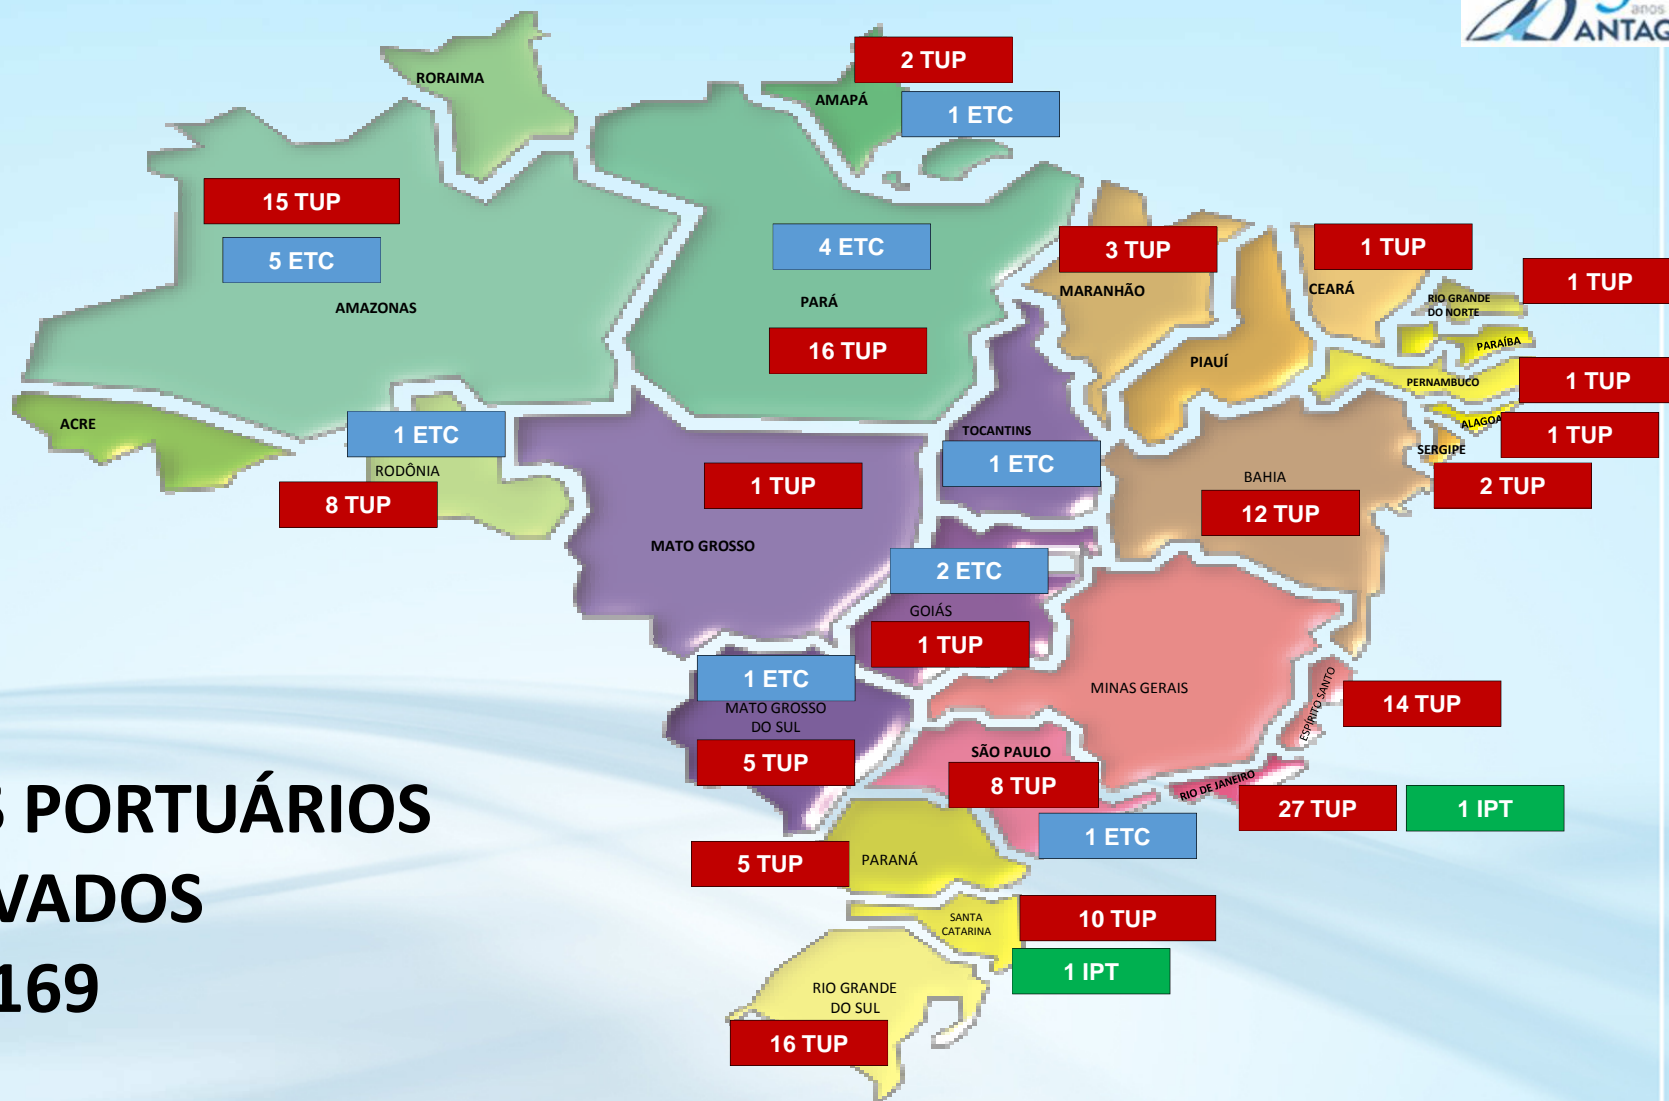 anos
ANTAQ
RORAIMA
2 TUP
AMAPÁ
1 ETC
15 TUP
5 ETC
AMAZONAS
4 ETC
PARÁ
16 TUP
3 TUP
MARANHÃO
1 TUP
CEARÁ
1 TUP
RIO GRANDE
DO NORTE
PARAÍBA
PIAUÍ
PERNAMBUCO
1 TUP
ALAGOA
1 TUP
SERGIPE
2 TUP
ACRE
1 ETC
RODÔNIA
8 TUP
TOCANTINS
1 ETC
1 TUP
MATO GROSSO
BAHIA
12 TUP
2 ETC
GOIÁS
1 TUP
1 ETC
MATO GROSSO
DO SUL
5 TUP
MINAS GERAIS
ESPÍRITO SANTO
14 TUP
SÃO PAULO
8 TUP
1 ETC
RIO DE JANEIRO
27 TUP
1 IPT
5 TUP
PARANÁ
SANTA
CATARINA
10 TUP
1 IPT
RIO GRANDE
DO SUL
16 TUP
S PORTUÁRIOS
VADOS
169